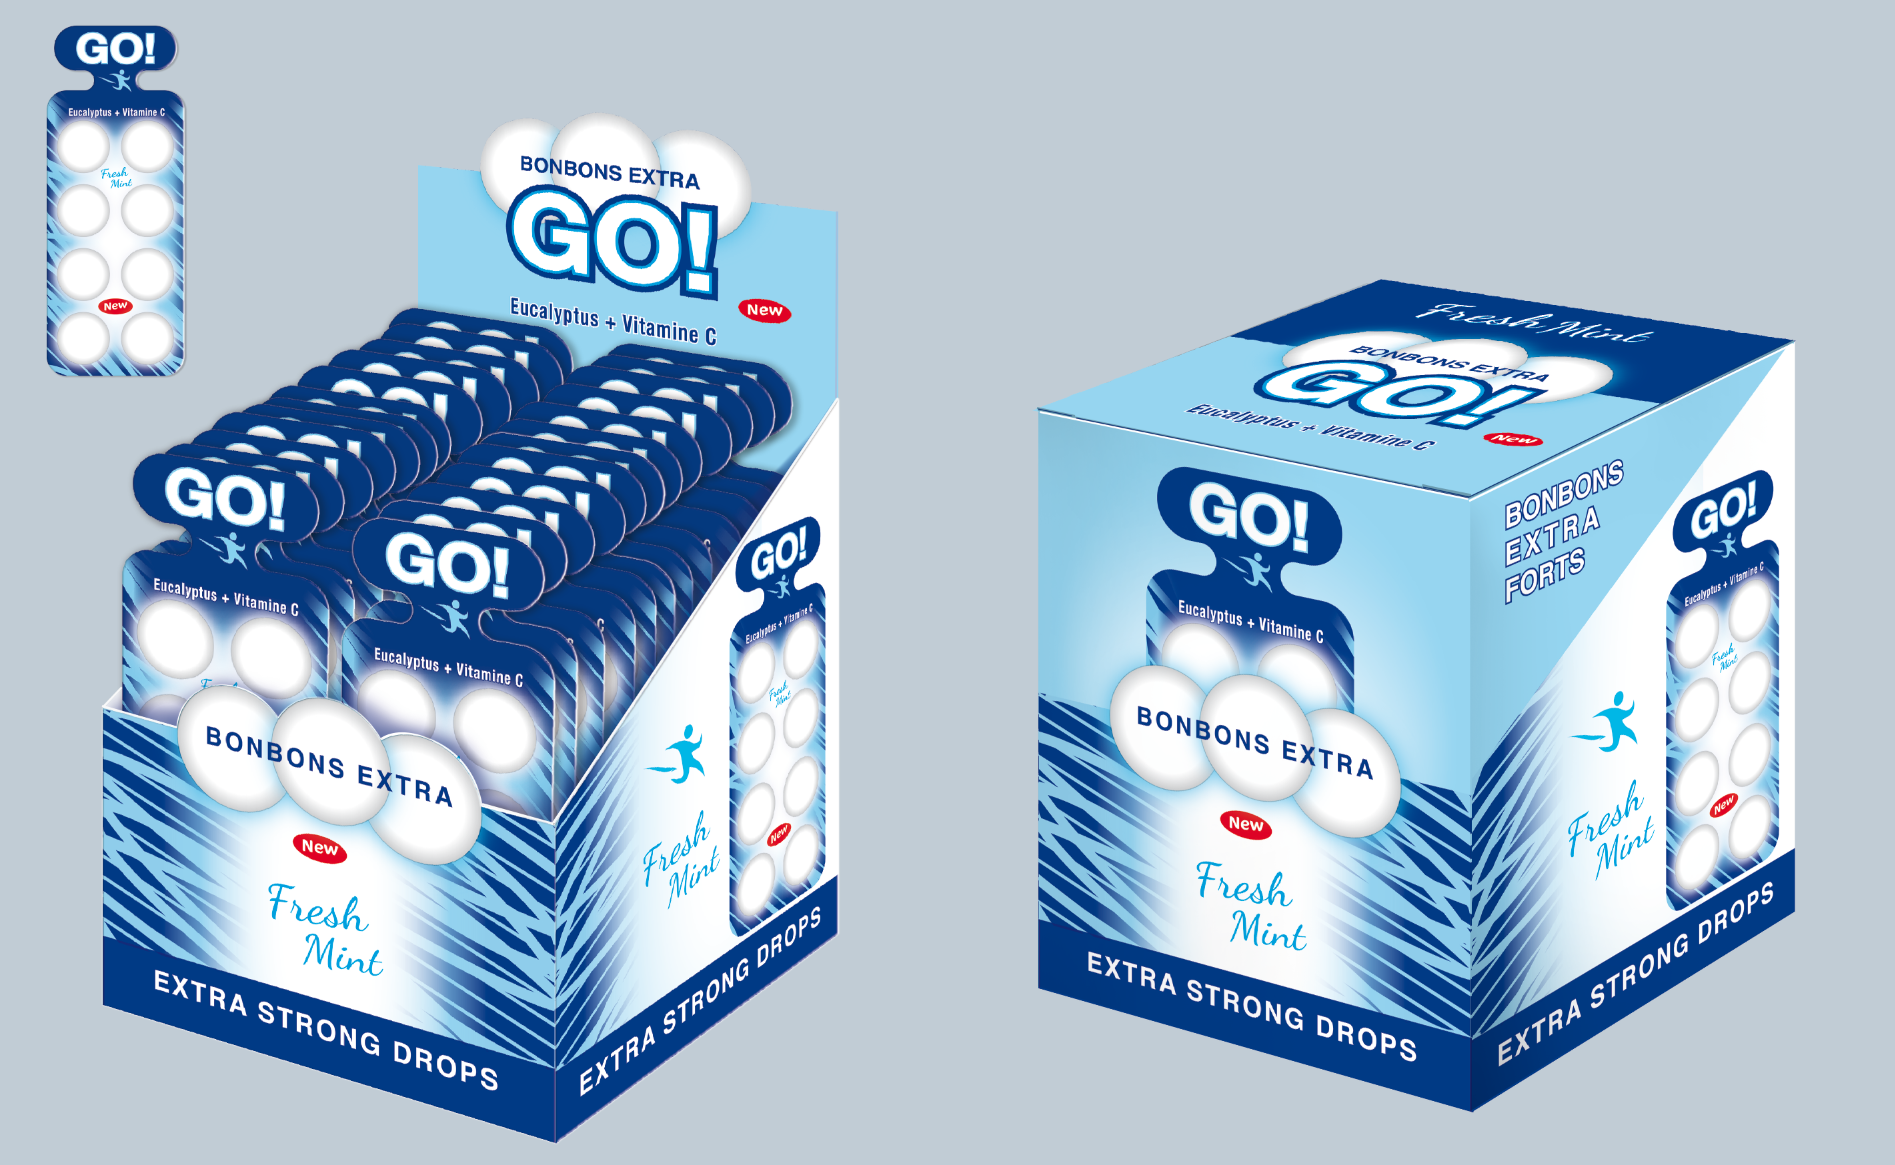 GO!
Eucalyptus + Vitamine C
Fresh
Mint
New
BONBONS EXTRA
GO!
Eucalyptus + Vitamine C
New
GO!
Eucalyptus + Vitamine C
GO!
Eucalyptus + Vitamine C
BONBONS EXTRA
New
Fresh
Mint
EXTRA STRONG DROPS
GO!
Eucalyptus + Vitamine C
Fresh
Mint
New
Fresh
Mint
EXTRA STRONG DROPS
Fresh Mint
BONBONS EXTRA
GO!
Eucalyptus + Vitamine C
New
GO!
Eucalyptus + Vitamine C
BONBONS EXTRA
New
Fresh
Mint
EXTRA STRONG DROPS
BONBONS
EXTRA
FORTS
GO!
Eucalyptus + Vitamine C
Fresh
Mint
New
Fresh
Mint
EXTRA STRONG DROPS